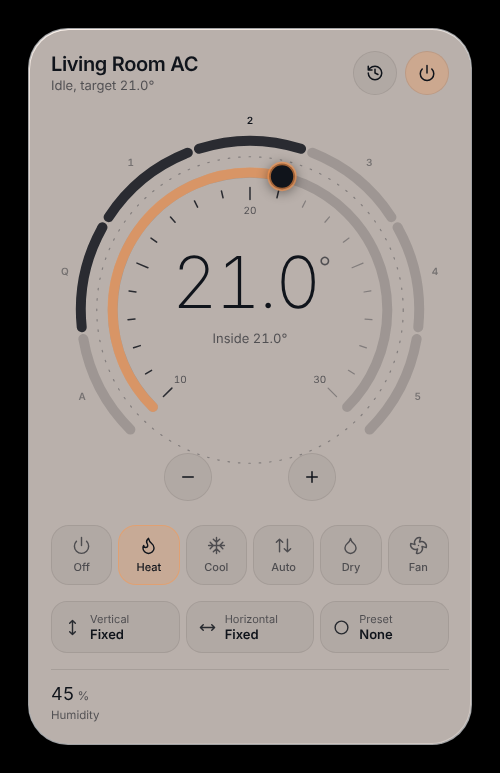 Living Room AC
Idle, target 21.0°
2
1
3
Q
4
A
5
20
10
30
21.0°
Inside 21.0°
Off
Heat
Cool
Auto
Dry
Fan
Vertical
Fixed
Horizontal
Fixed
Preset
None
45 %
Humidity